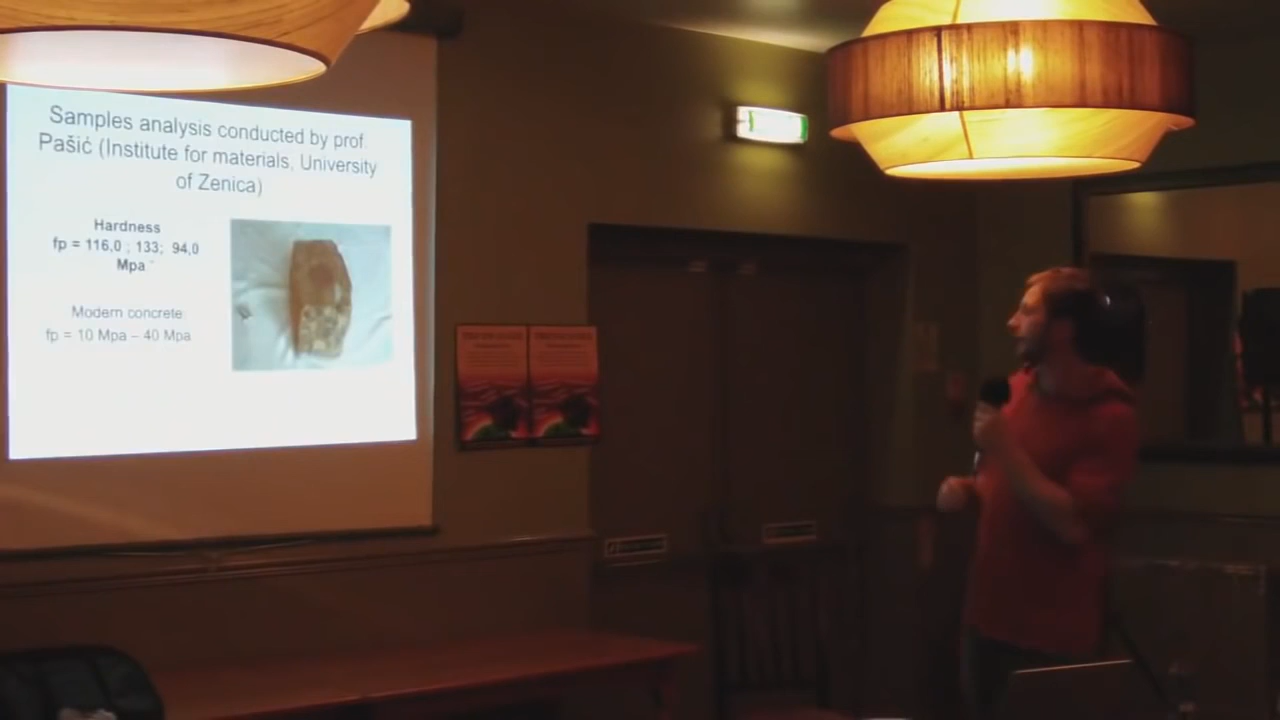 Samples analysis conducted by prof.
Pašić (Institute for materials, University
of Zenica)
Hardness
fp = 116,0 ; 133; 94,0
Mpa
Modern concrete:
fp = 10 Mpa – 40 Mpa